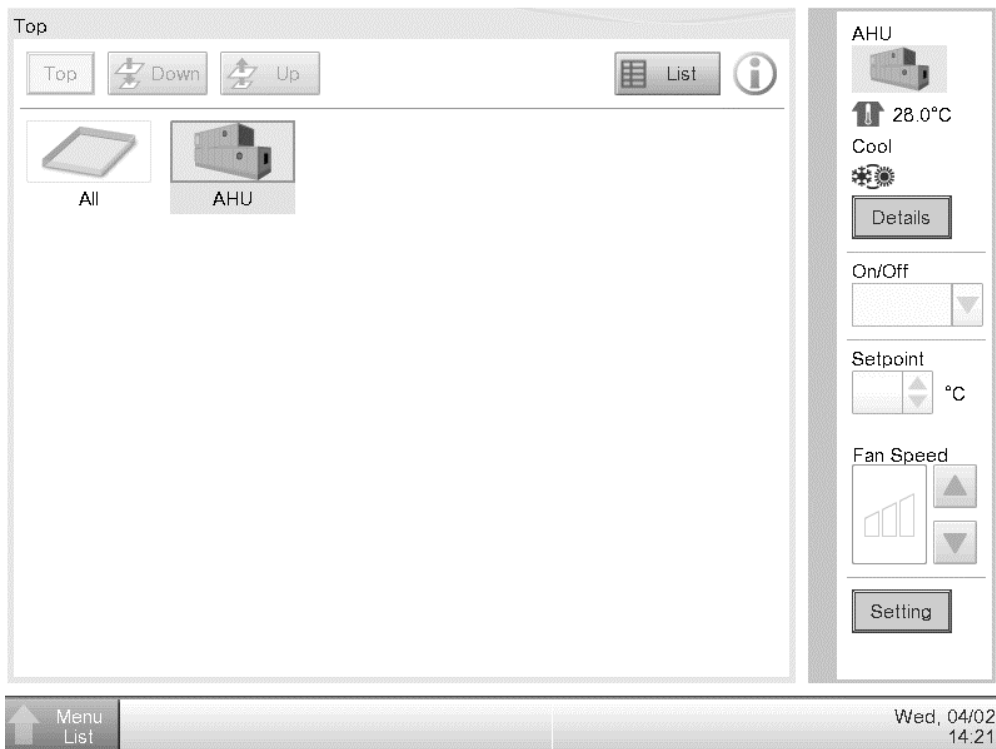 Top
Top
Down
Up
List
All
AHU
AHU
28.0°C
Cool
Details
On/Off
Setpoint
°C
Fan Speed
Setting
Menu
List
Wed, 04/02
14:21